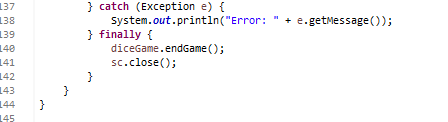 137 } catch (Exception e) {
138 System.out.println("Error: " + e.getMessage());
139 } finally {
140 diceGame.endGame();
141 sc.close();
142 }
143 }
144 }
145